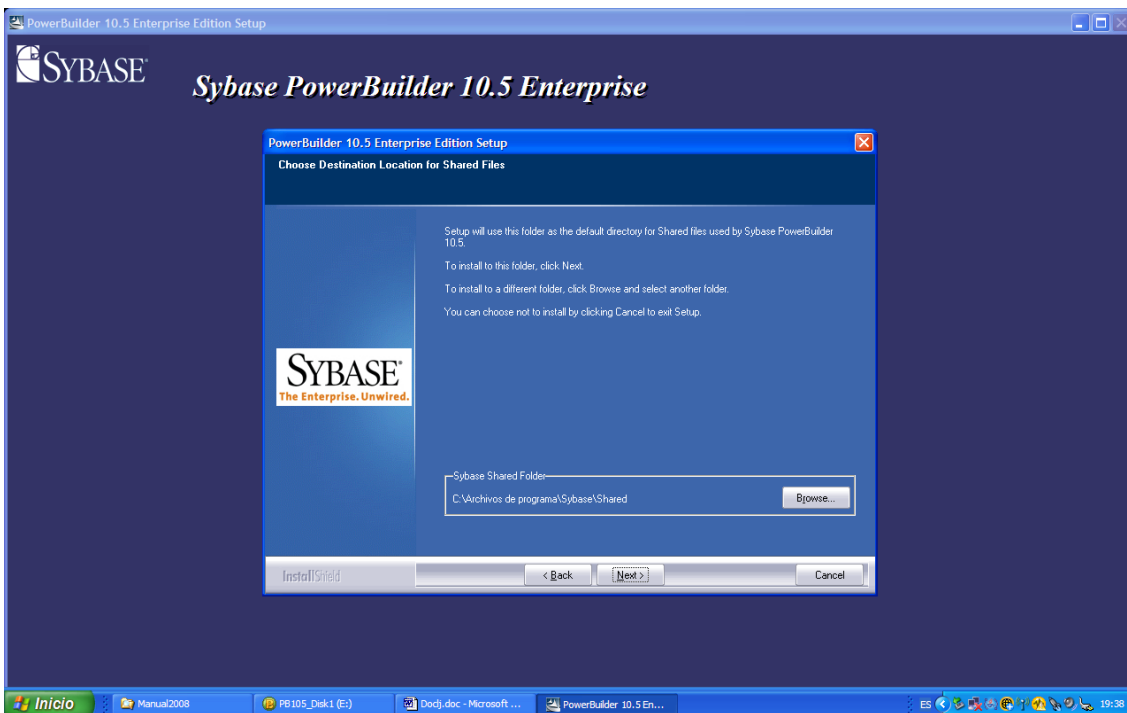 PowerBuilder 10.5 Enterprise Edition Setup
SYBASE
Sybase PowerBuilder 10.5 Enterprise
PowerBuilder 10.5 Enterprise Edition Setup
Choose Destination Location for Shared Files
Setup will use this folder as the default directory for Shared files used by Sybase PowerBuilder
10.5.
To install to this folder, click Next.
To install to a different folder, click Browse and select another folder.
You can choose not to install by clicking Cancel to exit Setup.
SYBASE
The Enterprise. Unwired.
Sybase Shared Folder
C:\Archivos de programa\Sybase\Shared
Browse...
InstallShield
< Back
Next >
Cancel
Inicio
Manual2008
PB105_Disk1 (E:)
Docj.doc - Microsoft ...
PowerBuilder 10.5 En...
ES
19:38